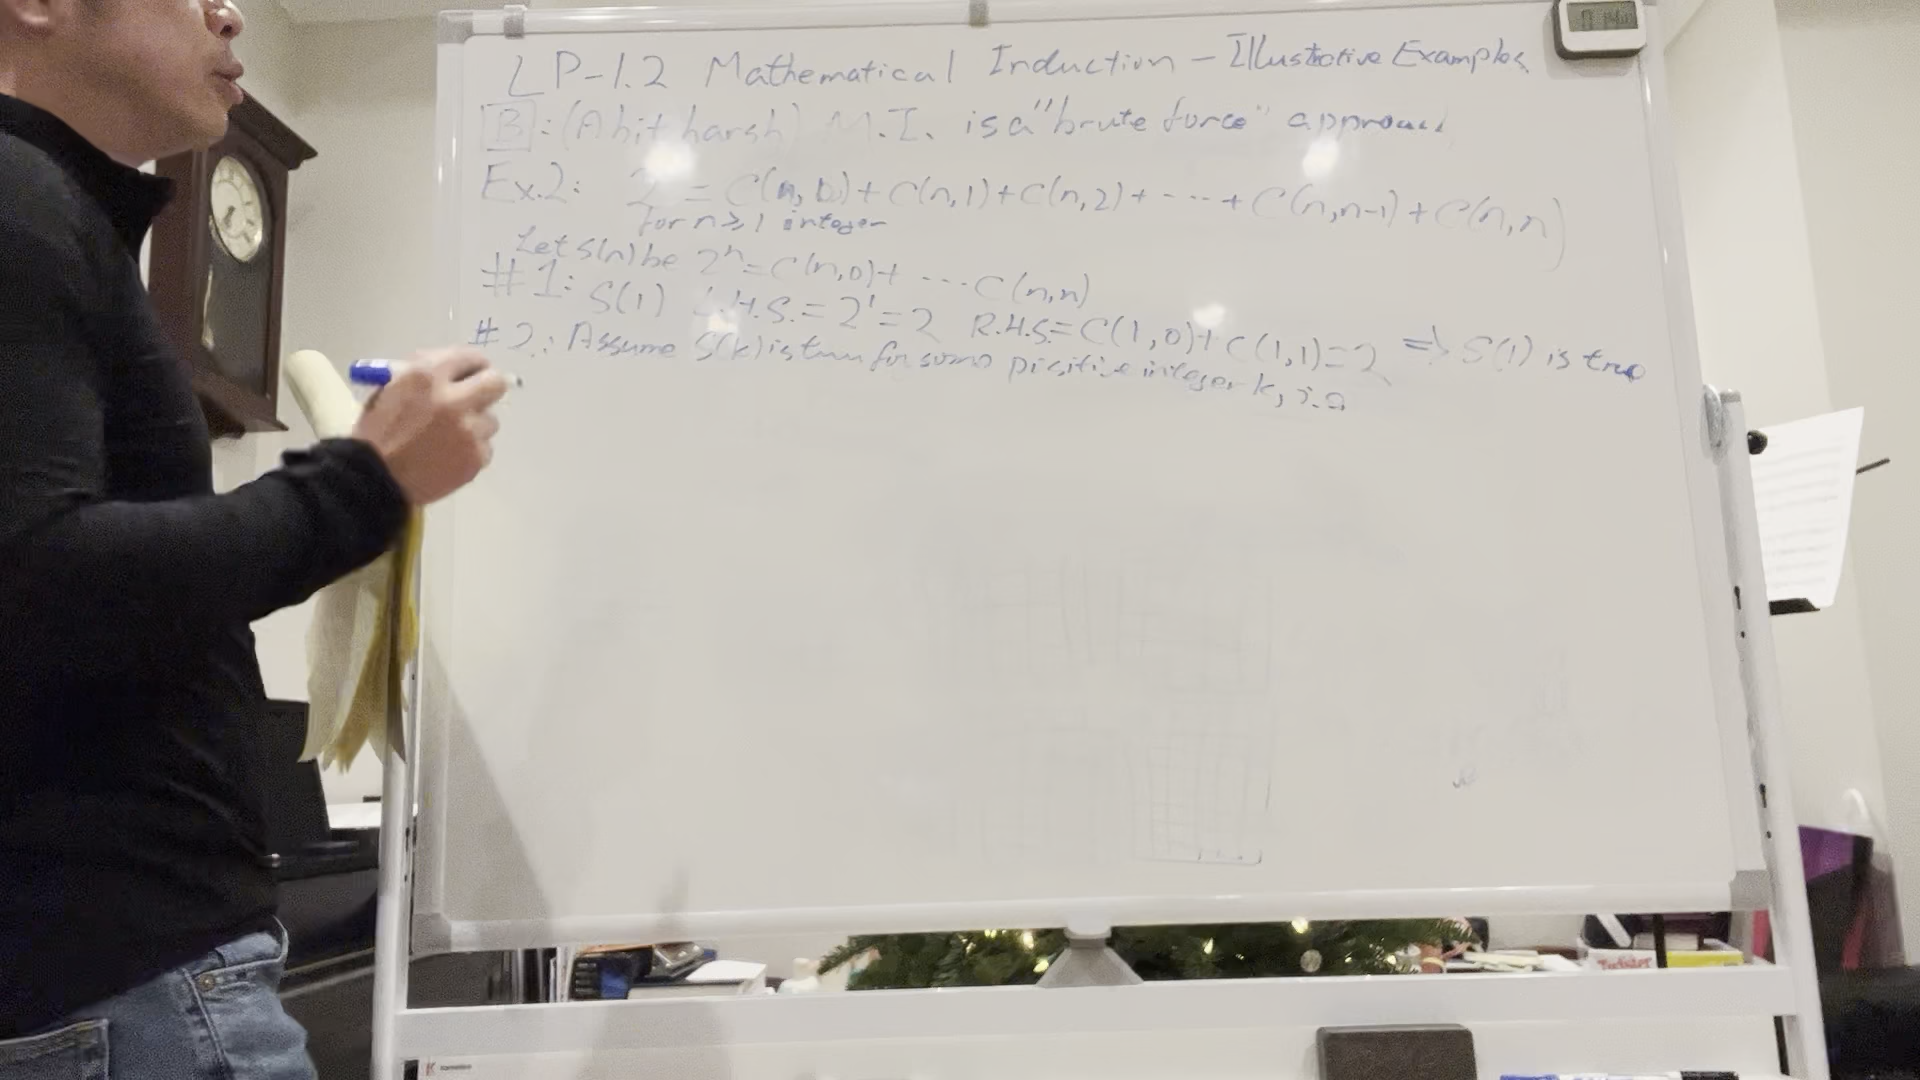 LP-1.2 Mathematical Induction - Illustrative Examples
B: (A bit harsh) M.I. is a "brute force" approach
Ex.2: 2 = C(n,0)+C(n,1)+C(n,2)+ ... + C(n,n-1)+C(n,n)
for n≥1 integer
Let S(n) be 2ⁿ=C(n,0)+ ... C(n,n)
#1: S(1) L.H.S.=2¹=2 R.H.S.=C(1,0)+C(1,1)=2 => S(1) is true
#2: Assume S(k) is true for some positive integer k, i.e